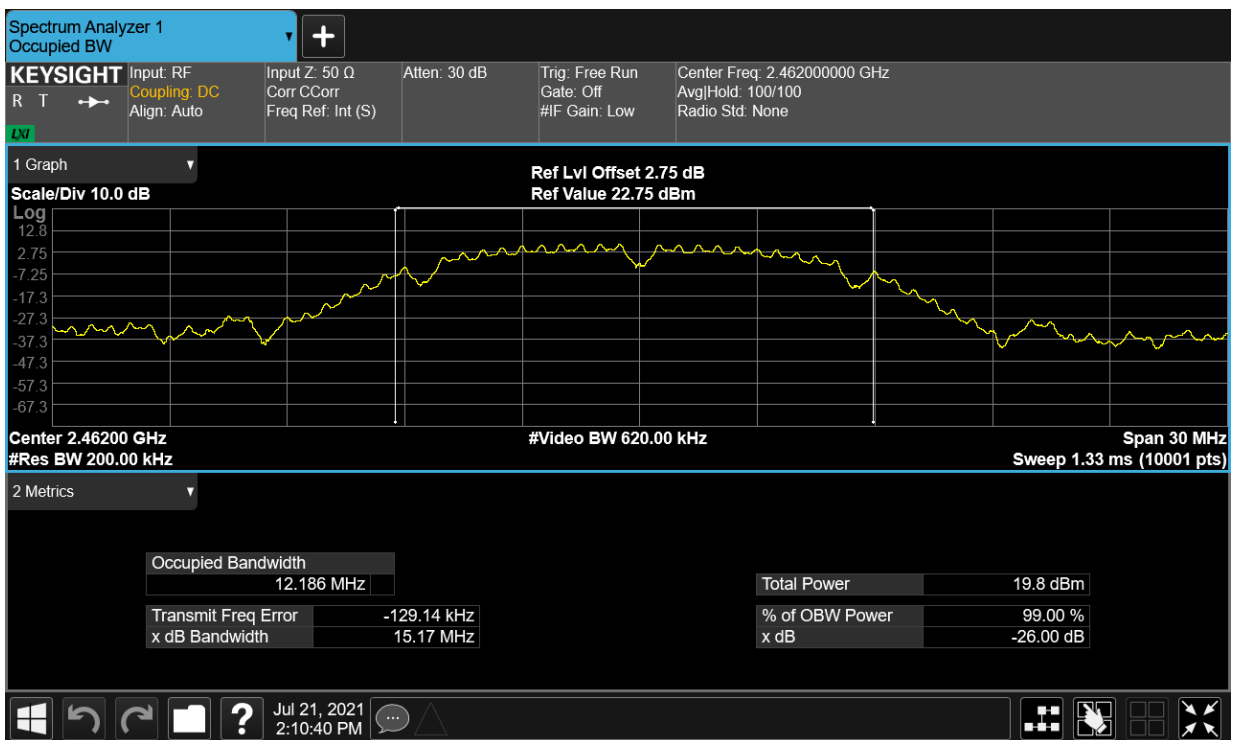 Spectrum Analyzer 1
Occupied BW
▼
+
KEYSIGHT
R T
LXI
Input: RF
Coupling: DC
Align: Auto
Input Z: 50 Ω
Corr CCorr
Freq Ref: Int (S)
Atten: 30 dB
Trig: Free Run
Gate: Off
#IF Gain: Low
Center Freq: 2.462000000 GHz
Avg|Hold: 100/100
Radio Std: None
1 Graph
Scale/Div 10.0 dB
Ref Lvl Offset 2.75 dB
Ref Value 22.75 dBm
Log
12.8
2.75
-7.25
-17.3
-27.3
-37.3
-47.3
-57.3
-67.3
Center 2.46200 GHz
#Res BW 200.00 kHz
#Video BW 620.00 kHz
Span 30 MHz
Sweep 1.33 ms (10001 pts)
2 Metrics
Occupied Bandwidth
12.186 MHz
Transmit Freq Error -129.14 kHz
x dB Bandwidth 15.17 MHz
Total Power 19.8 dBm
% of OBW Power 99.00 %
x dB -26.00 dB
?
Jul 21, 2021
2:10:40 PM